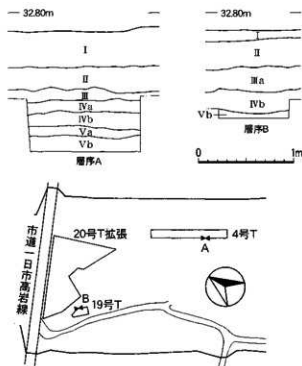 32.80m
I
II
III
IVa
IVb
Va
Vb
層序A
32.80m
I
II
IIIa
IVb
Vb
層序B
0 1m
市道一日市高岩線
20号T拡張
4号T
A
B
19号T